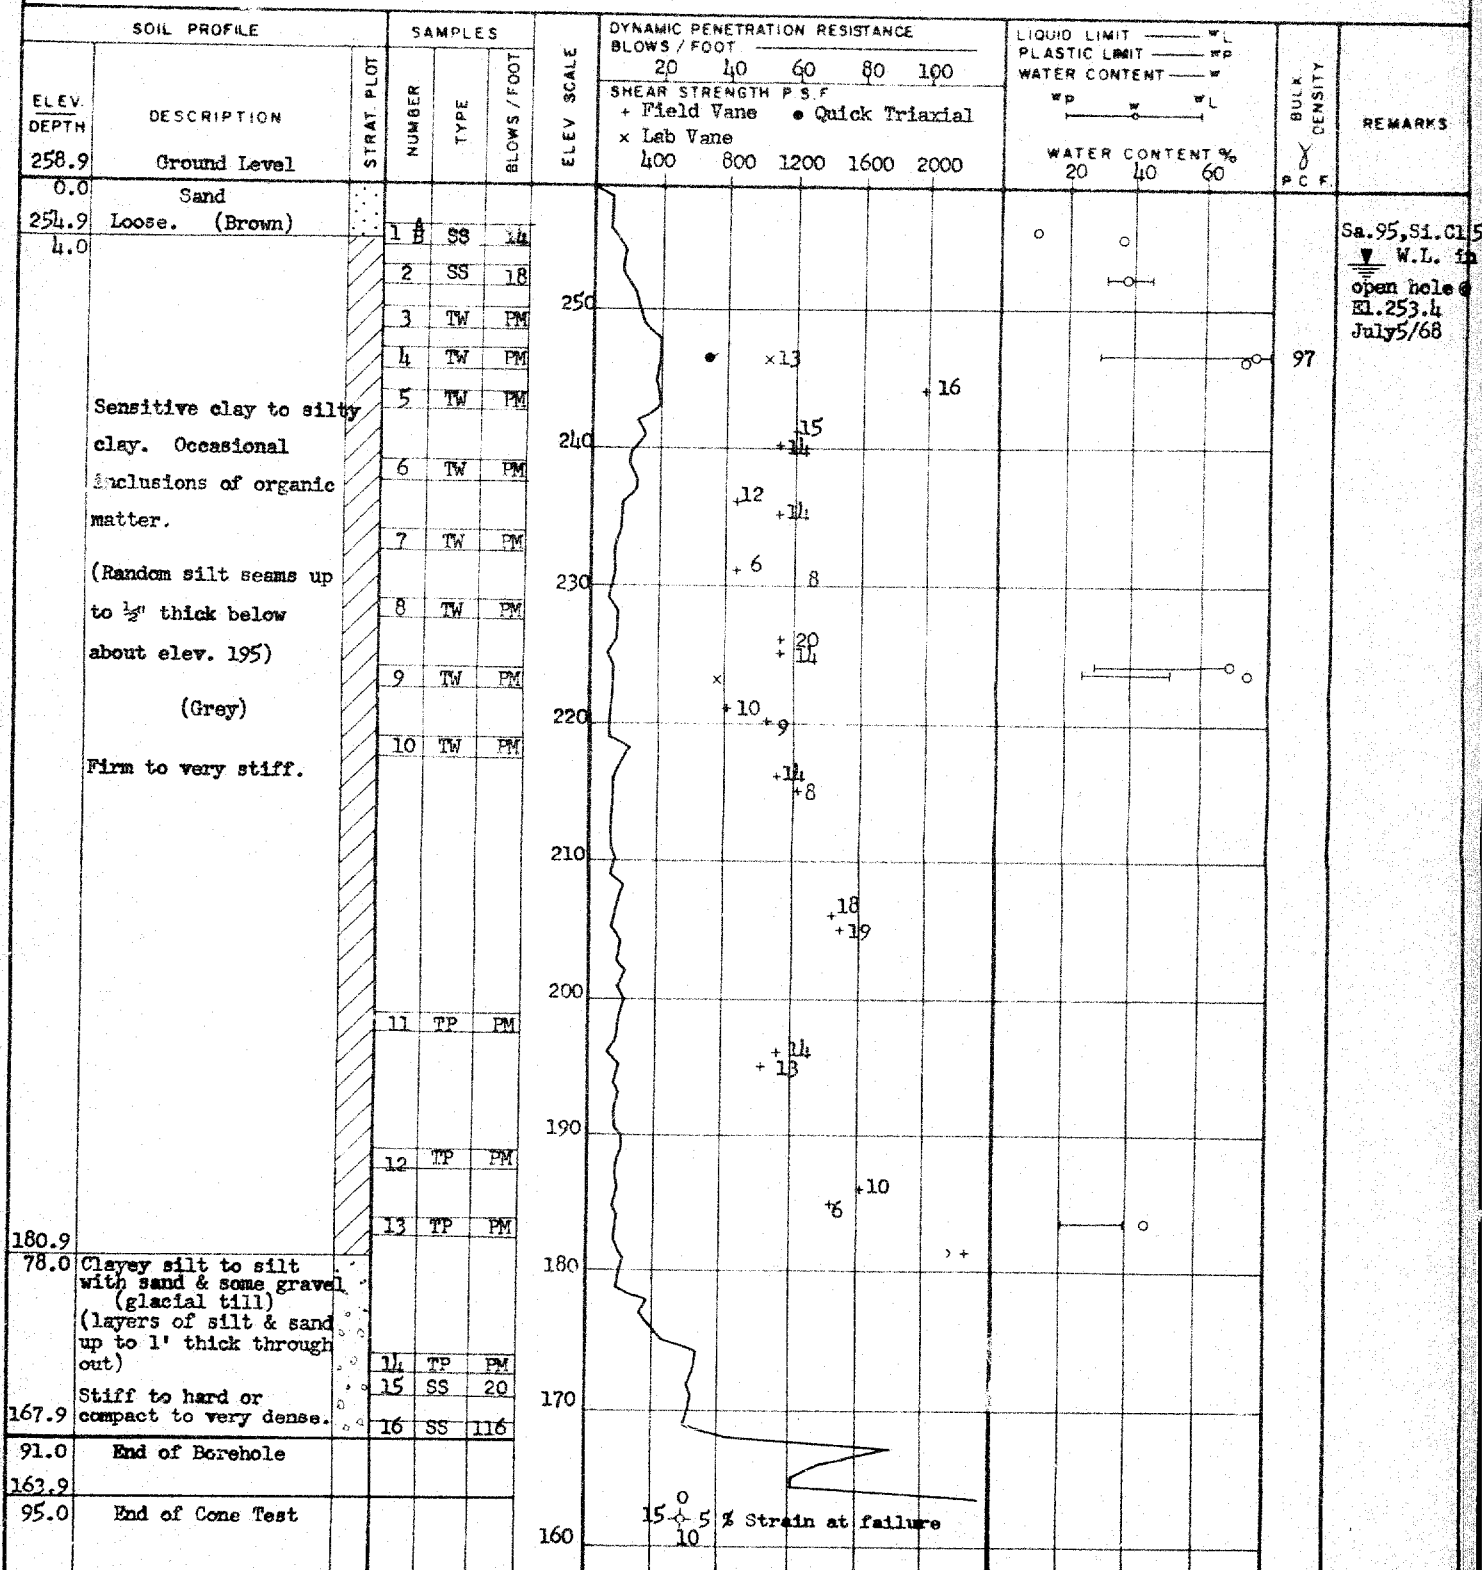 SOIL PROFILE
SAMPLES
ELEV SCALE
DYNAMIC PENETRATION RESISTANCE
BLOWS / FOOT
20 40 60 80 100
SHEAR STRENGTH P.S.F
+ Field Vane ● Quick Triaxial
× Lab Vane
400 800 1200 1600 2000
LIQUID LIMIT — wL
PLASTIC LIMIT — wp
WATER CONTENT — w
wp w wL
WATER CONTENT %
20 40 60
BULK DENSITY
γ
P C F
REMARKS
ELEV.
DEPTH
DESCRIPTION
STRAT. PLOT
NUMBER
TYPE
BLOWS / FOOT
258.9 Ground Level
0.0
Sand
254.9 Loose. (Brown)
4.0
1 A
B SS 14
2 SS 18
3 TW PM
4 TW PM
5 TW PM
6 TW PM
7 TW PM
8 TW PM
9 TW PM
10 TW PM
11 TP PM
12 TP PM
13 TP PM
14 TP PM
15 SS 20
16 SS 116
Sensitive clay to silty
clay. Occasional
inclusions of organic
matter.
(Random silt seams up
to ½" thick below
about elev. 195)
(Grey)
Firm to very stiff.
180.9
78.0 Clayey silt to silt
with sand & some gravel
(glacial till)
(layers of silt & sand
up to 1' thick through
out)
Stiff to hard or
167.9 compact to very dense.
91.0 End of Borehole
163.9
95.0 End of Cone Test
250
240
230
220
210
200
190
180
170
160
×13
+ 16
+15
+14
+12
+14
+ 6
8
+ 20
+ 14
×
+ 10
+ 9
+14
+8
+18
+19
+ 14
+ 13
+10
+6
+
0
15 5 % Strain at failure
10
97
Sa.95,Si.Cl5
W.L. in
open hole @
El.253.4
July5/68